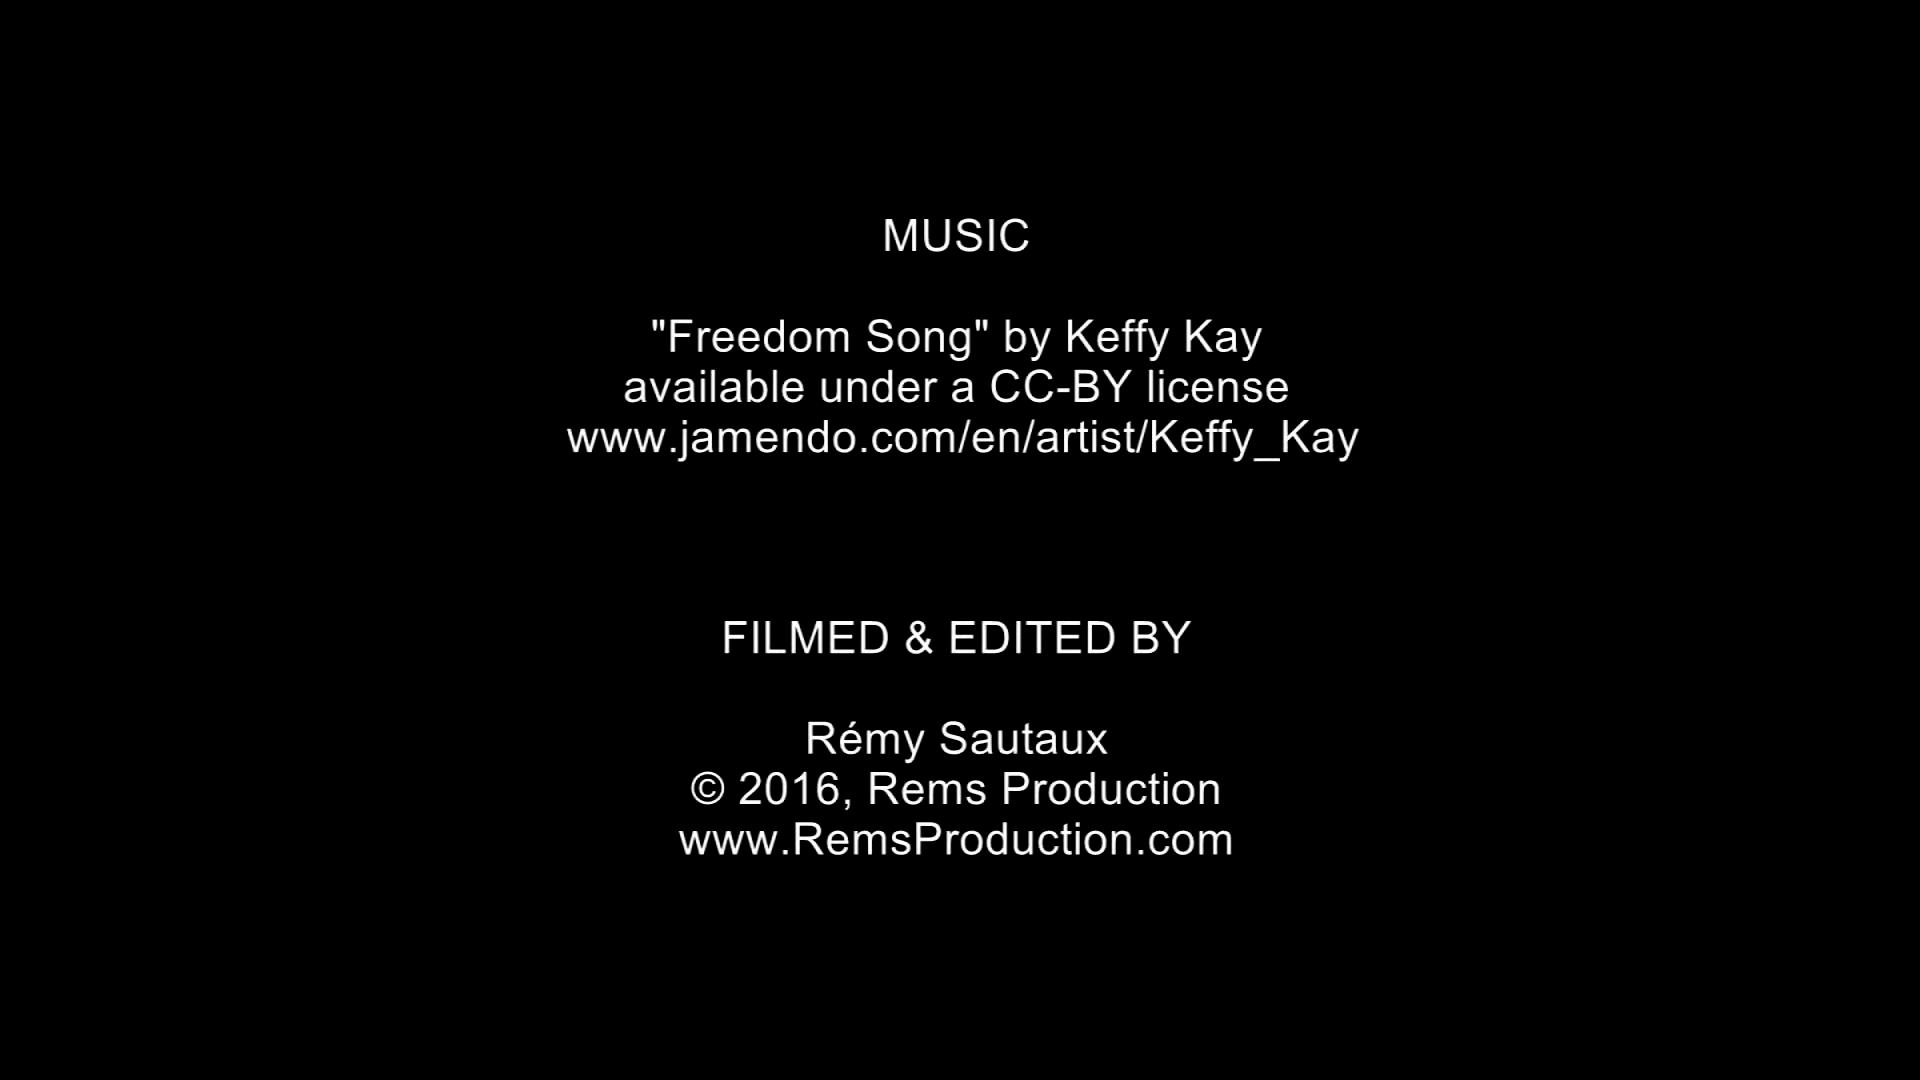 MUSIC
"Freedom Song" by Keffy Kay
available under a CC-BY license
www.jamendo.com/en/artist/Keffy_Kay
FILMED & EDITED BY
Rémy Sautaux
© 2016, Rems Production
www.RemsProduction.com